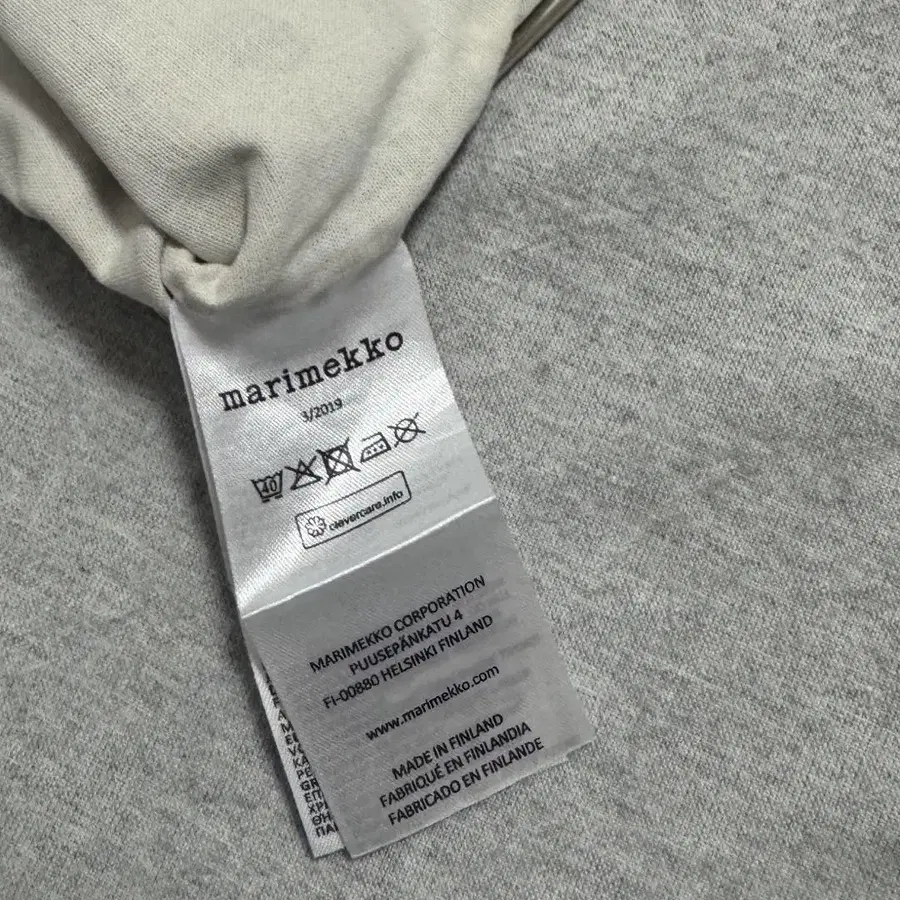 marimekko
3/2019
40
clevercare.info
MARIMEKKO CORPORATION
PUUSEPÄNKATU 4
FI-00880 HELSINKI FINLAND
www.marimekko.com
MADE IN FINLAND
FABRIQUÉ EN FINLANDIA
FABRICADO EN FINLANDE